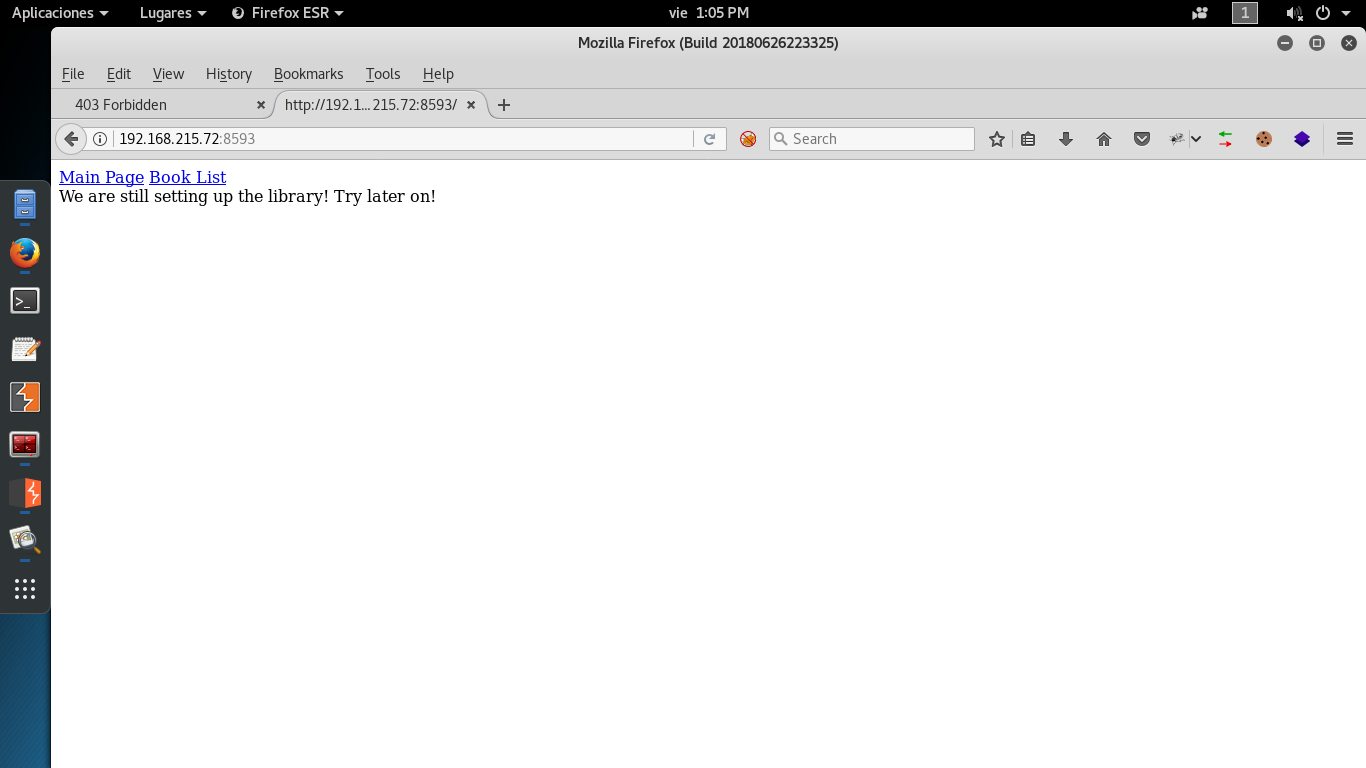 Aplicaciones Lugares Firefox ESR vie 1:05 PM 1
Mozilla Firefox (Build 20180626223325)
File Edit View History Bookmarks Tools Help
403 Forbidden http://192.1...215.72:8593/
192.168.215.72:8593 Search
Main Page Book List
We are still setting up the library! Try later on!